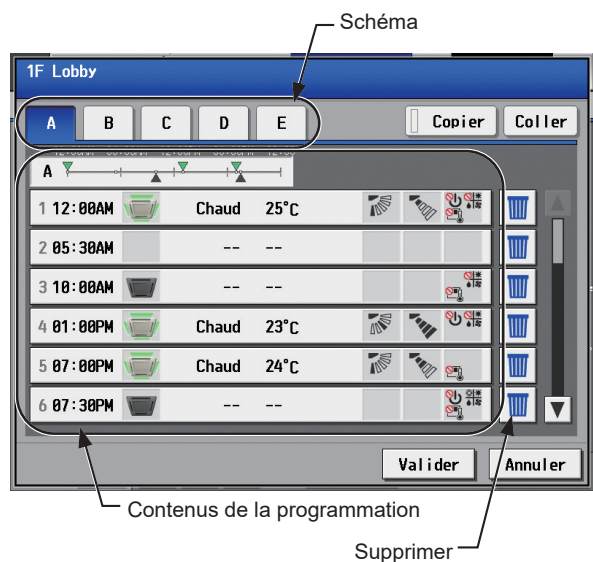 Schéma
1F Lobby
A B C D E Copier Coller
A
1 12:00AM Chaud 25°C
2 05:30AM -- --
3 10:00AM -- --
4 01:00PM Chaud 23°C
5 07:00PM Chaud 24°C
6 07:30PM -- --
Valider Annuler
Contenus de la programmation
Supprimer